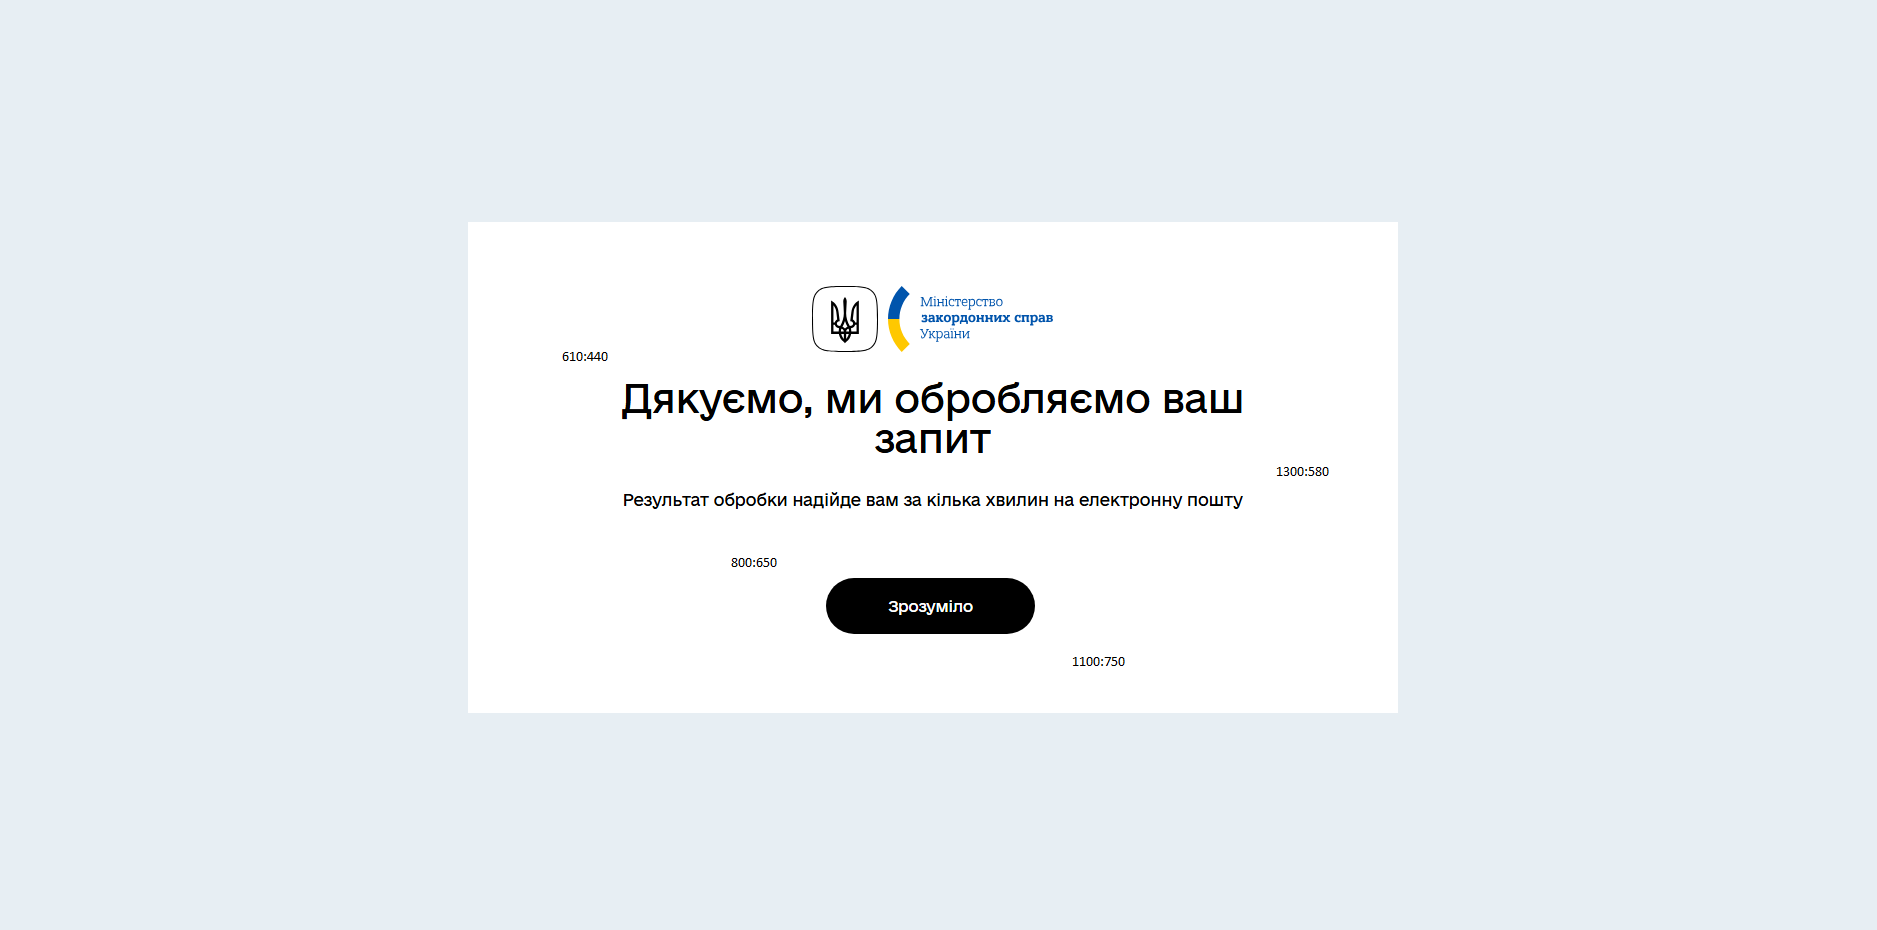 Міністерство
закордонних справ
України
610:440
Дякуємо, ми обробляємо ваш
запит
1300:580
Результат обробки надійде вам за кілька хвилин на електронну пошту
800:650
Зрозуміло
1100:750